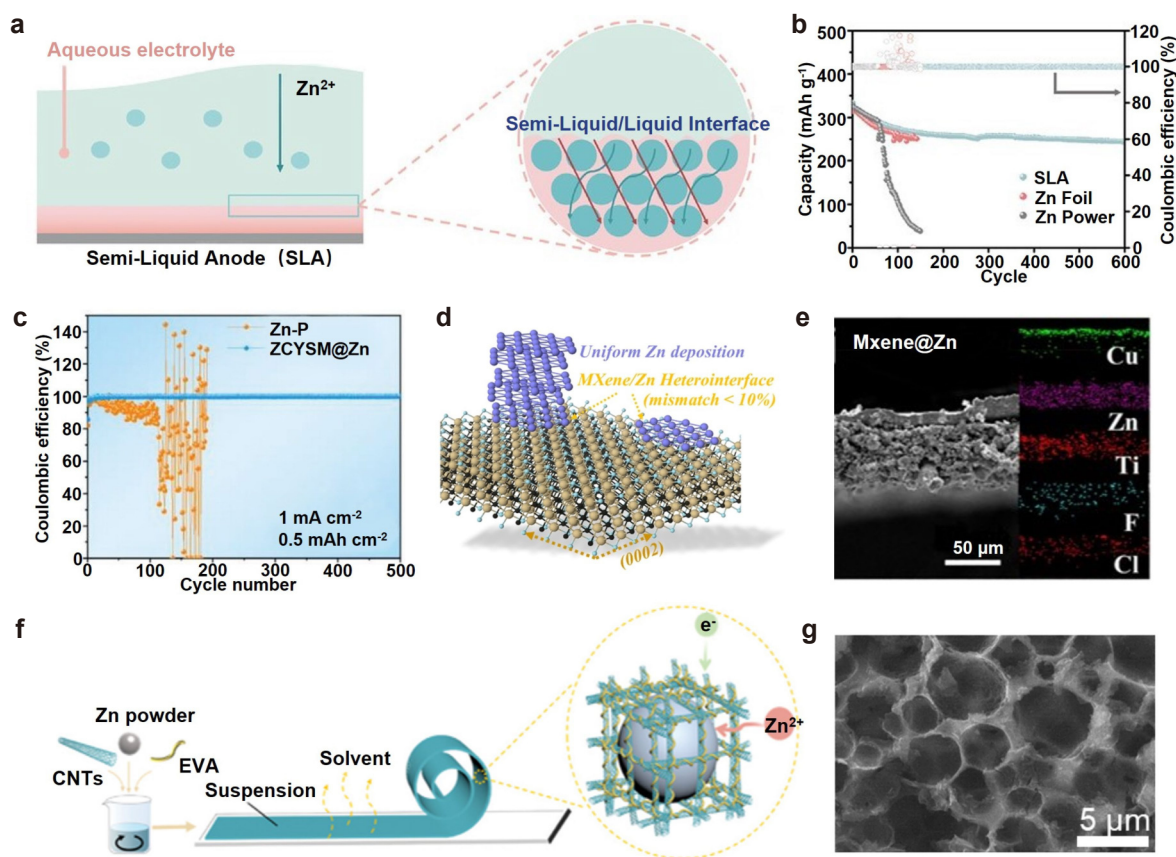 a
Aqueous electrolyte
Zn²⁺
Semi-Liquid/Liquid Interface
Semi-Liquid Anode (SLA)
b
Capacity (mAh g⁻¹)
500
400
300
200
100
0
SLA
Zn Foil
Zn Power
0 150 300 450 600
Cycle
120
100
80
60
40
20
0
Coulombic efficiency (%)
c
Coulombic efficiency (%)
140
120
100
80
60
40
20
0
Zn-P
ZCYSM@Zn
1 mA cm⁻²
0.5 mAh cm⁻²
0 100 200 300 400 500
Cycle number
d
Uniform Zn deposition
MXene/Zn Heterointerface
(mismatch < 10%)
(0002)
e
Mxene@Zn
50 µm
Cu
Zn
Ti
F
Cl
f
Zn powder
CNTs
EVA
Suspension
Solvent
e⁻
Zn²⁺
g
5 µm